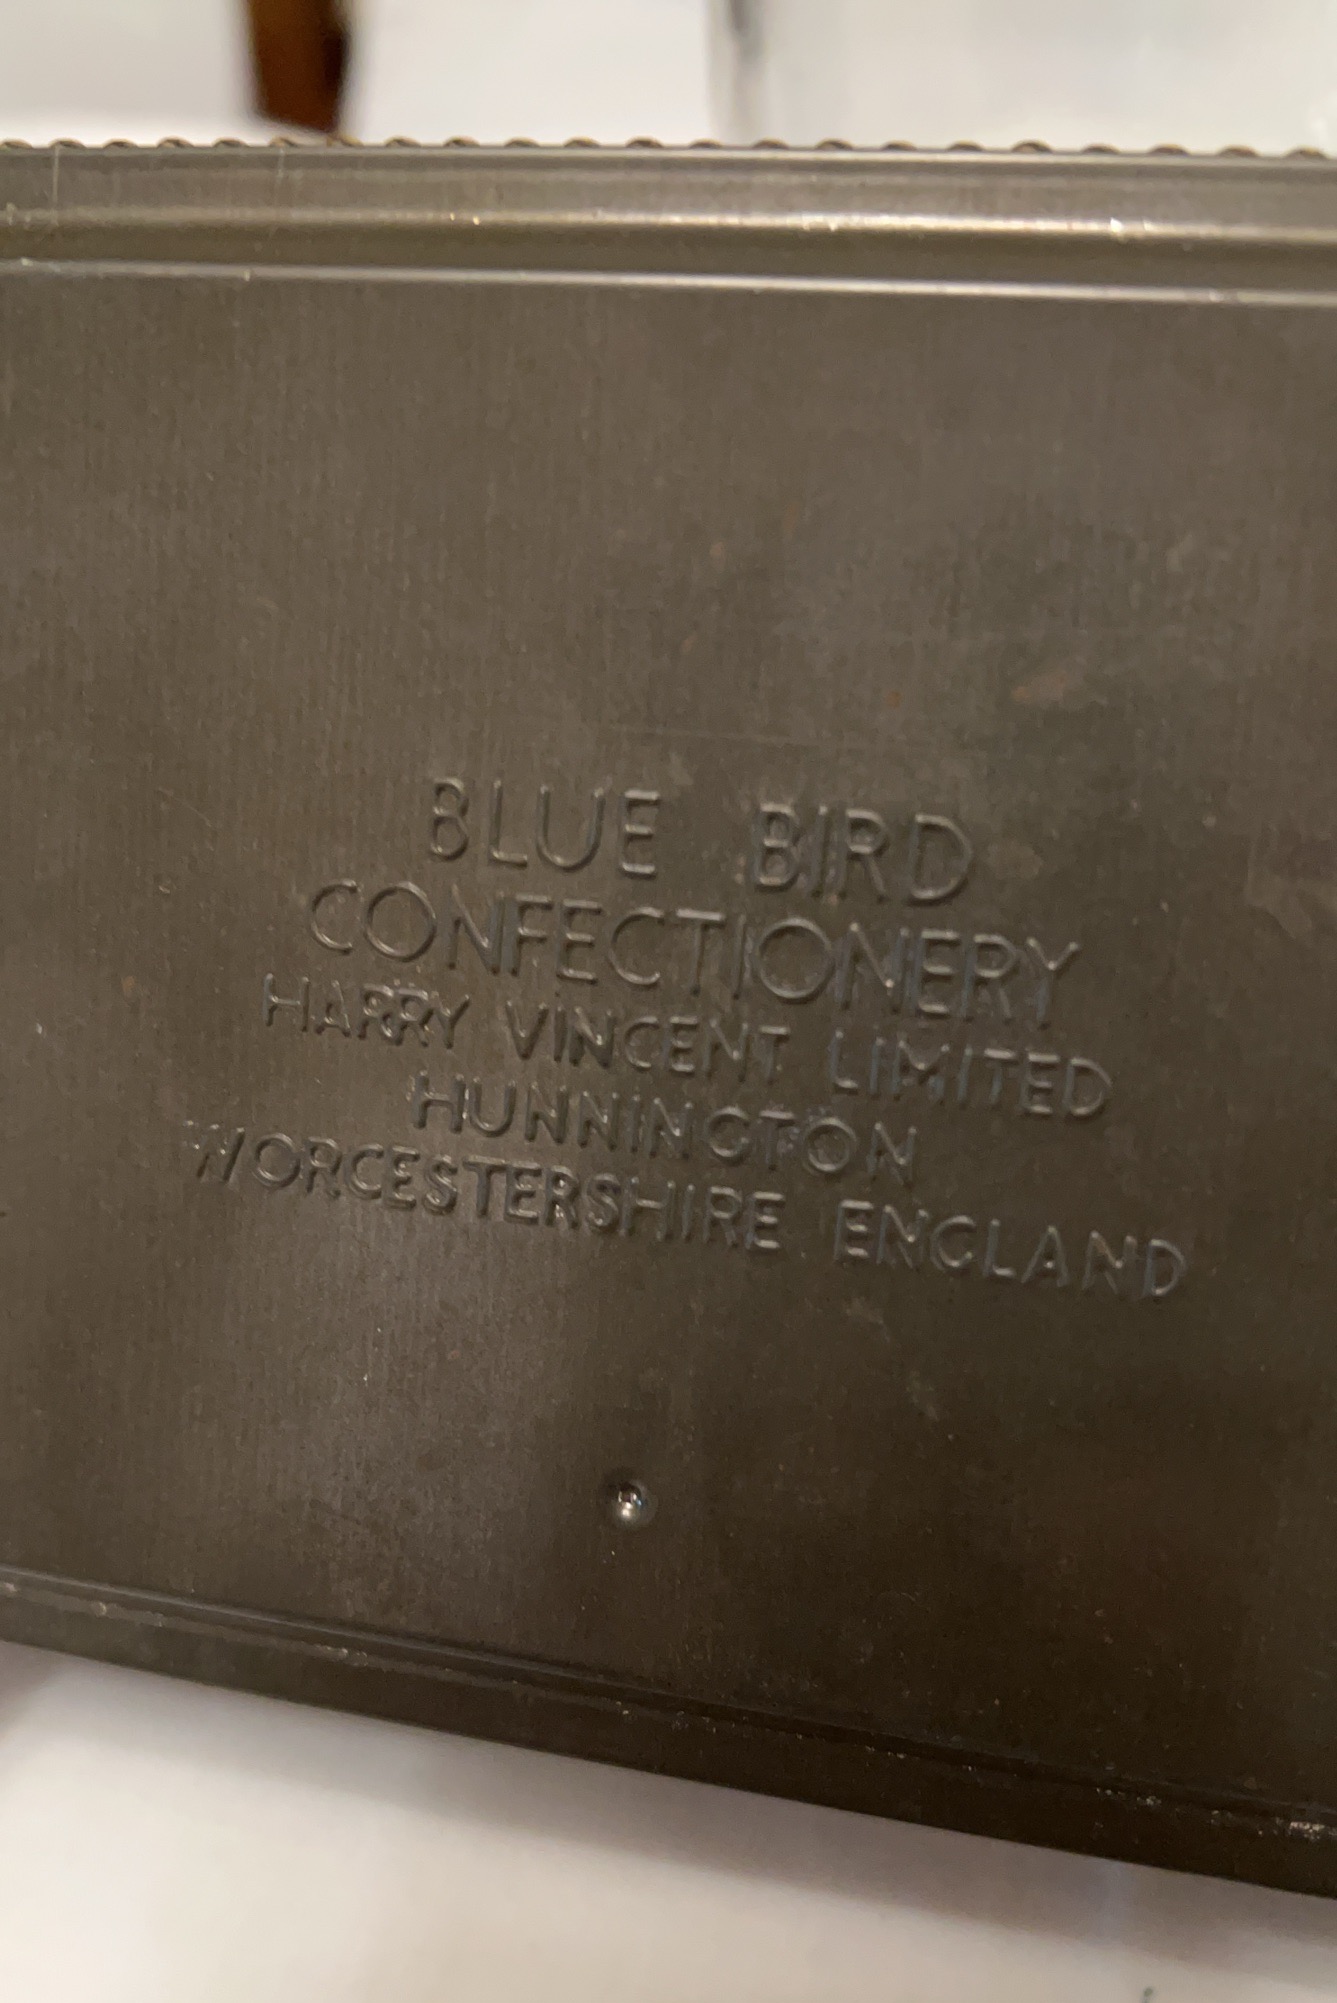 BLUE BIRD
CONFECTIONERY
HARRY VINCENT LIMITED
HUNNINGTON
WORCESTERSHIRE ENGLAND